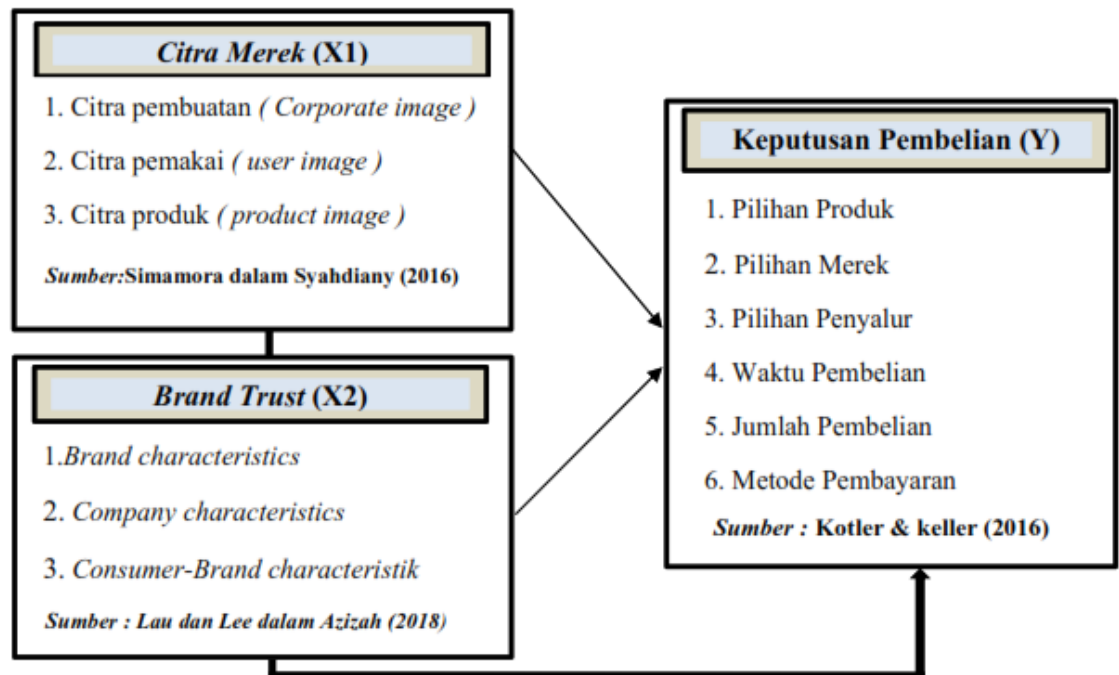 Citra Merek (X1)
1. Citra pembuatan ( Corporate image )
2. Citra pemakai ( user image )
3. Citra produk ( product image )
Sumber:Simamora dalam Syahdiany (2016)
Brand Trust (X2)
1.Brand characteristics
2. Company characteristics
3. Consumer-Brand characteristik
Sumber : Lau dan Lee dalam Azizah (2018)
Keputusan Pembelian (Y)
1. Pilihan Produk
2. Pilihan Merek
3. Pilihan Penyalur
4. Waktu Pembelian
5. Jumlah Pembelian
6. Metode Pembayaran
Sumber : Kotler & keller (2016)